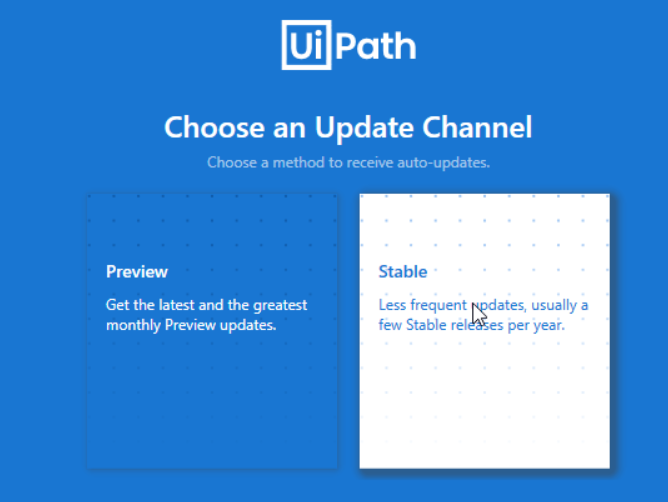 UiPath
Choose an Update Channel
Choose a method to receive auto-updates.
Preview
Get the latest and the greatest
monthly Preview updates.
Stable
Less frequent updates, usually a
few Stable releases per year.